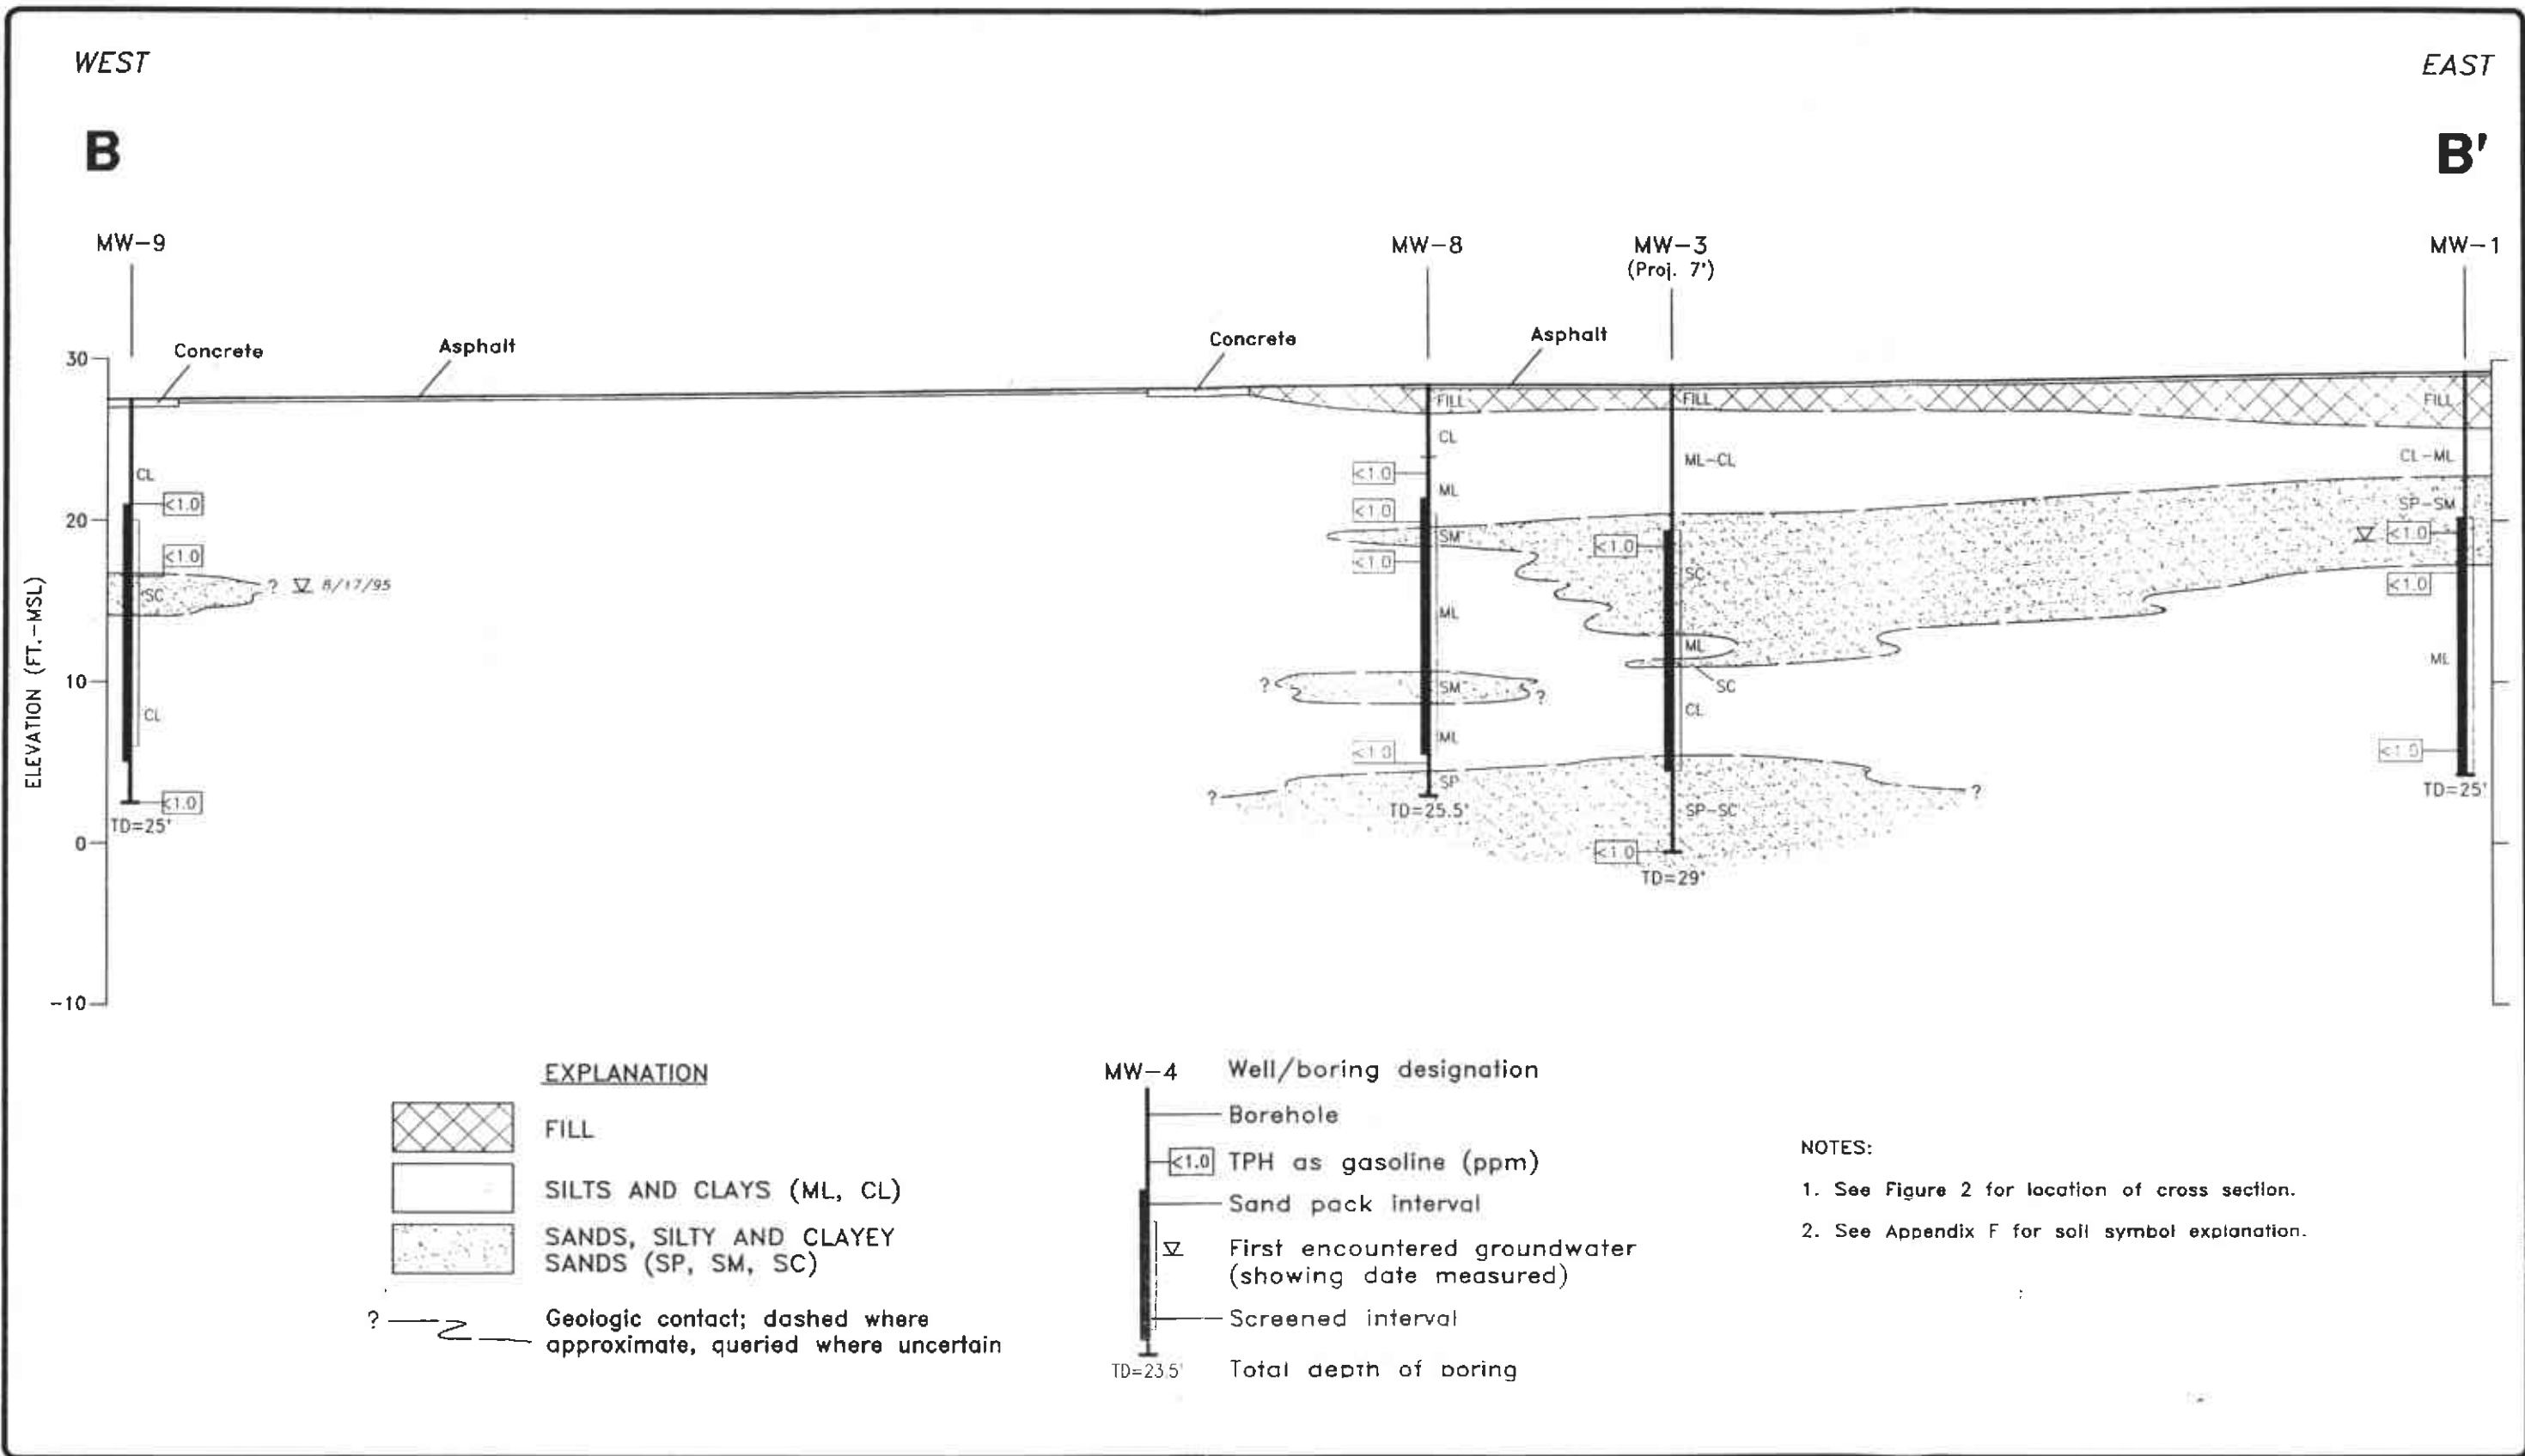 WEST
EAST
B
B'
MW-9
MW-8
MW-3
(Proj. 7')
MW-1
Concrete
Asphalt
Concrete
Asphalt
30
20
10
0
-10
ELEVATION (FT.-MSL)
CL
<1.0
<1.0
SC
? 8/17/95
CL
<1.0
TD=25'
FILL
CL
<1.0
ML
<1.0
SM
<1.0
ML
?
SM
?
ML
<1.0
SP
?
TD=25.5'
FILL
ML-CL
<1.0
SC
ML
SC
CL
SP-SC
?
<1.0
TD=29'
FILL
CL-ML
SP-SM
<1.0
<1.0
ML
<1.0
TD=25'
EXPLANATION
FILL
SILTS AND CLAYS (ML, CL)
SANDS, SILTY AND CLAYEY
SANDS (SP, SM, SC)
?
Geologic contact; dashed where
approximate, queried where uncertain
MW-4 Well/boring designation
Borehole
<1.0 TPH as gasoline (ppm)
Sand pack interval
First encountered groundwater
(showing date measured)
Screened interval
TD=23.5' Total depth of boring
NOTES:
1. See Figure 2 for location of cross section.
2. See Appendix F for soil symbol explanation.